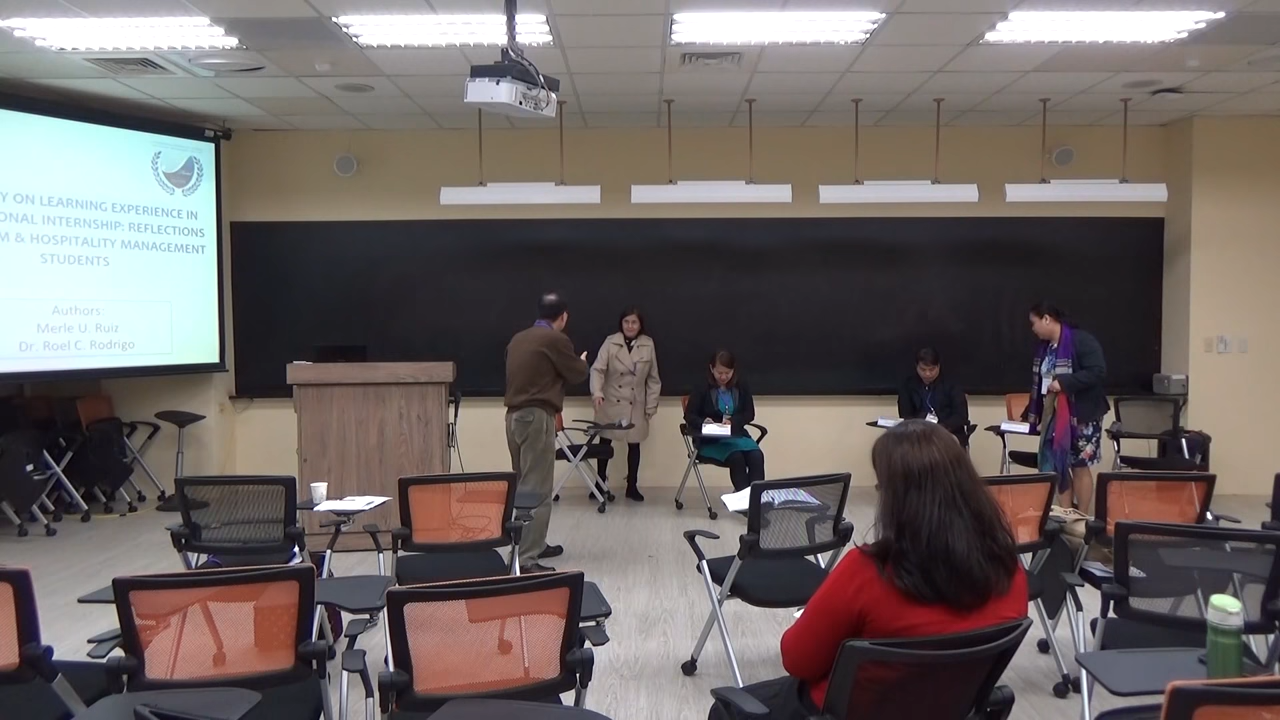 Y ON LEARNING EXPERIENCE IN
ONAL INTERNSHIP: REFLECTIONS
M & HOSPITALITY MANAGEMENT
STUDENTS
Authors:
Merle U. Ruiz
Dr. Roel C. Rodrigo